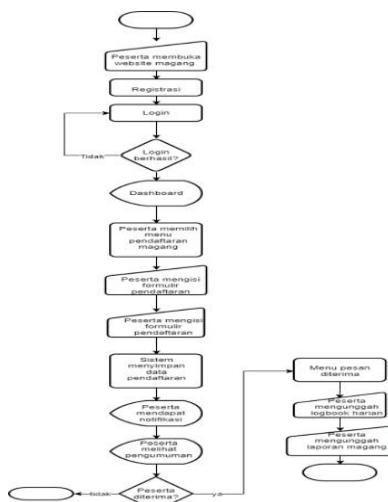 Peserta membuka
website magang
Registrasi
Login
Login
berhasil?
Tidak
Dashboard
Peserta memilih
menu
pendaftaran
magang
Peserta mengisi
formulir
pendaftaran
Peserta mengisi
formulir
pendaftaran
Sistem
menyimpan
data
pendaftaran
Peserta
mendapat
notifikasi
Peserta
melihat
pengumuman
Peserta
diterima?
tidak
ya
Menu pesan
diterima
Peserta
mengunggah
logbook harian
Peserta
mengunggah
laporan magang